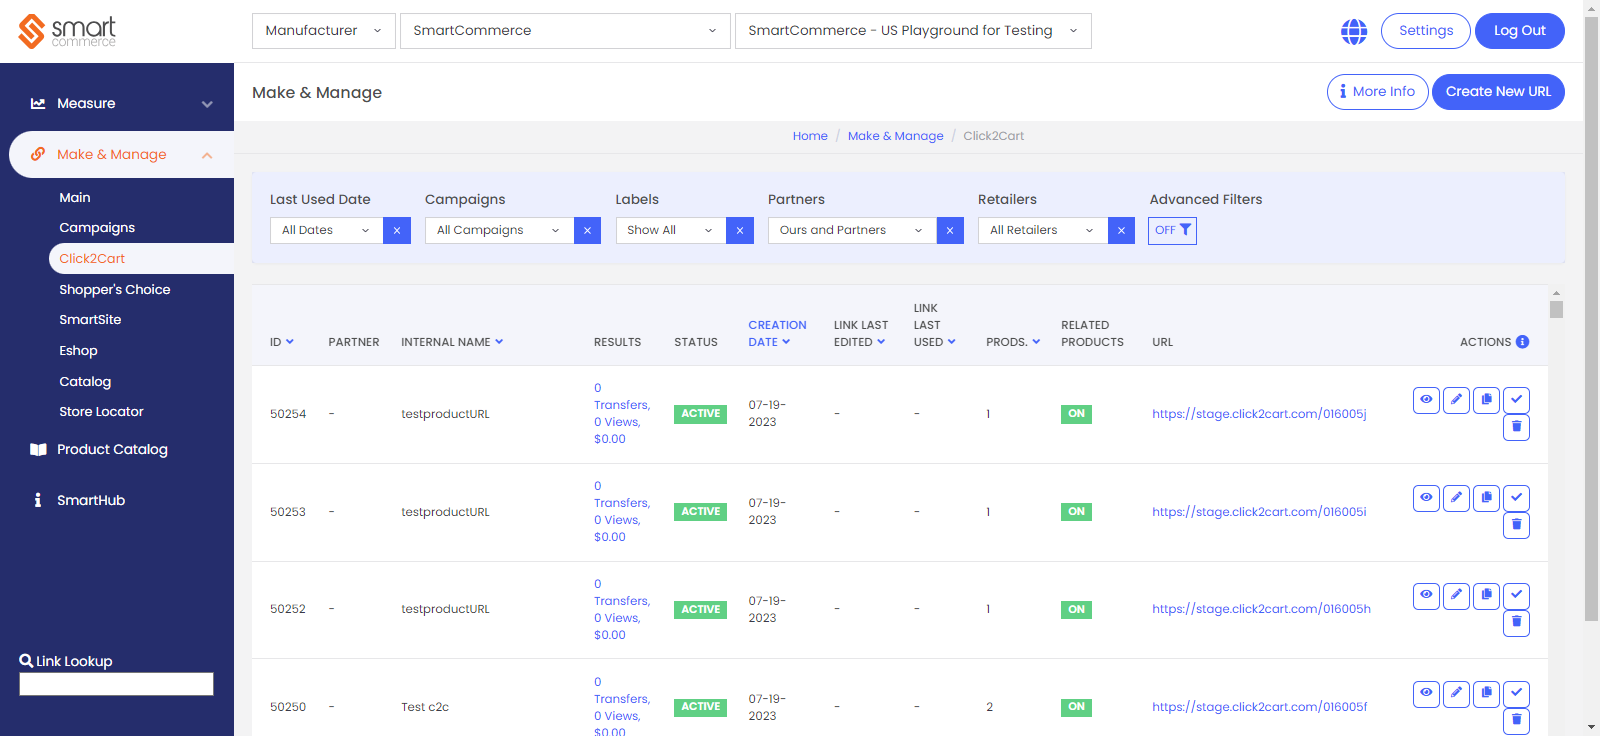 smart
commerce
Manufacturer
SmartCommerce
SmartCommerce - US Playground for Testing
Settings
Log Out
Measure
Make & Manage
Main
Campaigns
Click2Cart
Shopper's Choice
SmartSite
Eshop
Catalog
Store Locator
Product Catalog
SmartHub
Link Lookup
Make & Manage
More Info
Create New URL
Home / Make & Manage / Click2Cart
Last Used Date
Campaigns
Labels
Partners
Retailers
Advanced Filters
All Dates
×
All Campaigns
×
Show All
×
Ours and Partners
×
All Retailers
×
OFF
ID
PARTNER
INTERNAL NAME
RESULTS
STATUS
CREATION
DATE
LINK LAST
EDITED
LINK
LAST
USED
PRODS.
RELATED
PRODUCTS
URL
ACTIONS
50254
-
testproductURL
0
Transfers,
0 Views,
$0.00
ACTIVE
07-19-
2023
-
-
1
ON
https://stage.click2cart.com/016005j
50253
-
testproductURL
0
Transfers,
0 Views,
$0.00
ACTIVE
07-19-
2023
-
-
1
ON
https://stage.click2cart.com/016005i
50252
-
testproductURL
0
Transfers,
0 Views,
$0.00
ACTIVE
07-19-
2023
-
-
1
ON
https://stage.click2cart.com/016005h
50250
-
Test c2c
0
Transfers,
0 Views,
$0.00
ACTIVE
07-19-
2023
-
-
2
ON
https://stage.click2cart.com/016005f